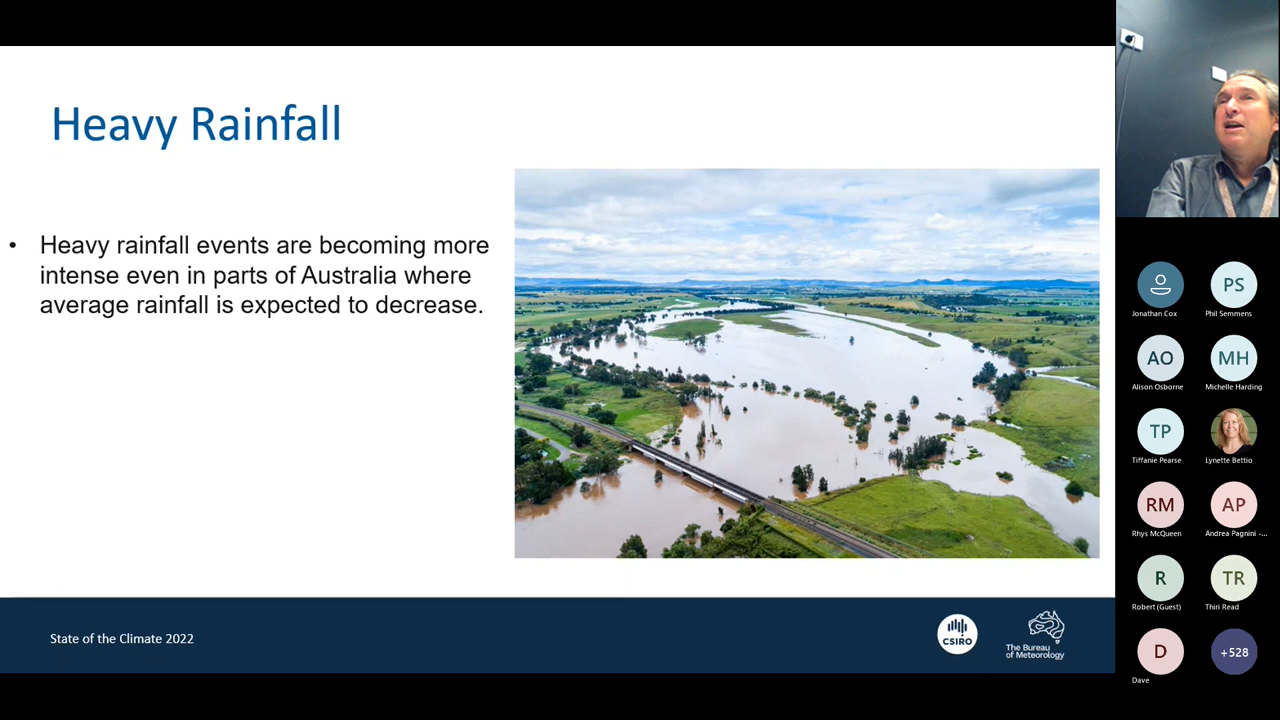 Heavy Rainfall
• Heavy rainfall events are becoming more
intense even in parts of Australia where
average rainfall is expected to decrease.
State of the Climate 2022
CSIRO
The Bureau
of Meteorology
Jonathan Cox
PS
Phil Semmens
AO
Alison Osborne
MH
Michelle Harding
TP
Tiffanie Pearse
Lynette Bettio
RM
Rhys McQueen
AP
Andrea Pagnini -...
R
Robert (Guest)
TR
Thiri Read
D
Dave
+528